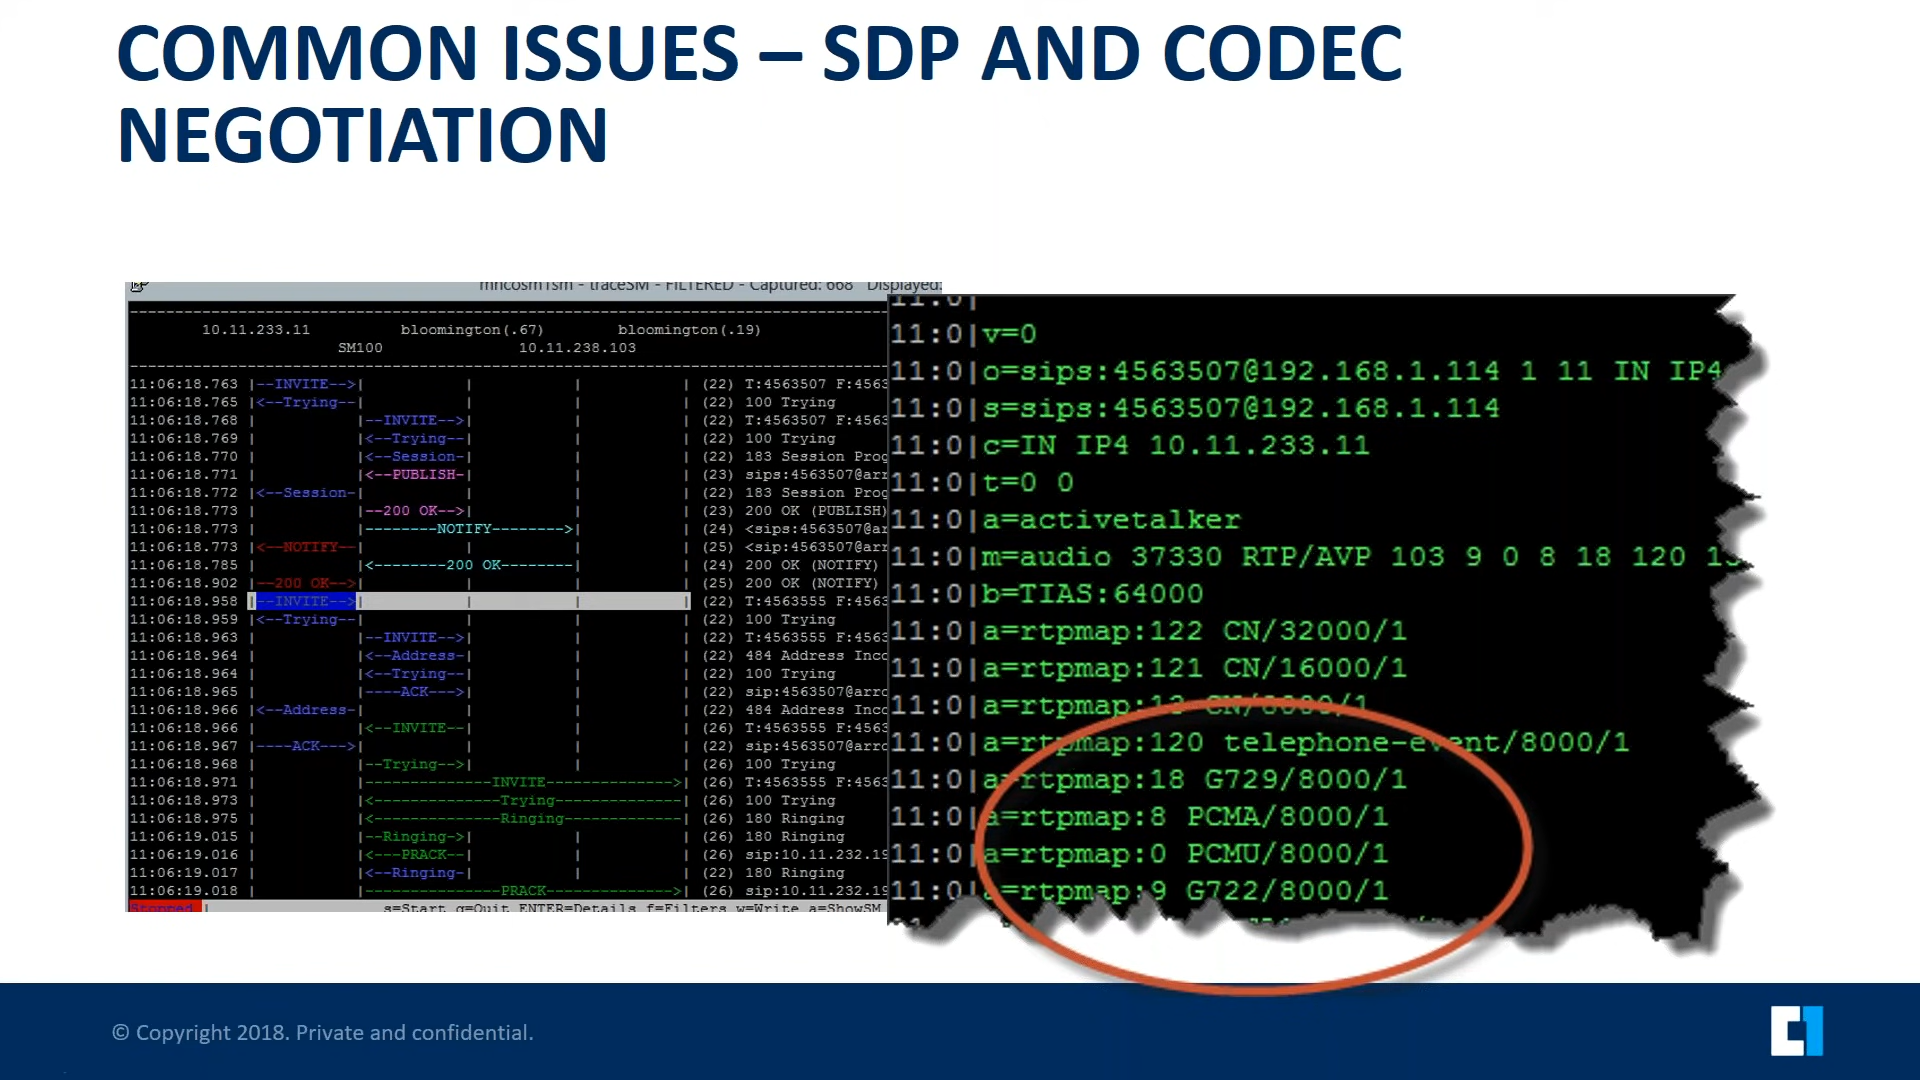 COMMON ISSUES – SDP AND CODEC
NEGOTIATION
mncosm1sm - traceSM - FILTERED - Captured: 668 Displayed:
10.11.233.11 bloomington(.67) bloomington(.19)
SM100 10.11.238.103
11:06:18.763 |--INVITE-->| | | | (22) T:4563507 F:4563
11:06:18.765 |<--Trying--| | | | (22) 100 Trying
11:06:18.768 | |--INVITE-->| | | (22) T:4563507 F:4563
11:06:18.769 | |<--Trying--| | | (22) 100 Trying
11:06:18.770 | |<--Session-| | | (22) 183 Session Prog
11:06:18.771 | |<--PUBLISH-| | | (23) sips:4563507@arr
11:06:18.772 |<--Session-| | | | (22) 183 Session Prog
11:06:18.773 | |--200 OK-->| | | (23) 200 OK (PUBLISH)
11:06:18.773 | |--------NOTIFY-------->| | (24) <sips:4563507@ar
11:06:18.773 |<--NOTIFY--| | | | (25) <sip:4563507@arr
11:06:18.785 | |<--------200 OK--------| | (24) 200 OK (NOTIFY)
11:06:18.902 |--200 OK-->| | | | (25) 200 OK (NOTIFY)
11:06:18.958 |--INVITE-->| | | | (22) T:4563555 F:4563
11:06:18.959 |<--Trying--| | | | (22) 100 Trying
11:06:18.963 | |--INVITE-->| | | (22) T:4563555 F:4563
11:06:18.964 | |<--Address-| | | (22) 484 Address Inco
11:06:18.964 | |<--Trying--| | | (22) 100 Trying
11:06:18.965 | |----ACK--->| | | (22) sip:4563507@arro
11:06:18.966 |<--Address-| | | | (22) 484 Address Inco
11:06:18.966 | |<--INVITE--| | | (26) T:4563555 F:4563
11:06:18.967 |----ACK--->| | | | (22) sip:4563507@arro
11:06:18.968 | |--Trying-->| | | (26) 100 Trying
11:06:18.971 | |--------------INVITE-------------->| (26) T:4563555 F:4563
11:06:18.973 | |<--------------Trying--------------| (26) 100 Trying
11:06:18.975 | |<--------------Ringing-------------| (26) 180 Ringing
11:06:19.015 | |--Ringing->| | | (26) 180 Ringing
11:06:19.016 | |<---PRACK--| | | (26) sip:10.11.232.19
11:06:19.017 | |<--Ringing-| | | | (22) 180 Ringing
11:06:19.018 | |---------------PRACK-------------->| (26) sip:10.11.232.19
Stopped | s=Start q=Quit ENTER=Details f=Filters w=Write a=ShowSM
11:0|
11:0|v=0
11:0|o=sips:4563507@192.168.1.114 1 11 IN IP4
11:0|s=sips:4563507@192.168.1.114
11:0|c=IN IP4 10.11.233.11
11:0|t=0 0
11:0|a=activetalker
11:0|m=audio 37330 RTP/AVP 103 9 0 8 18 120
11:0|b=TIAS:64000
11:0|a=rtpmap:122 CN/32000/1
11:0|a=rtpmap:121 CN/16000/1
11:0|a=rtpmap:13 CN/8000/1
11:0|a=rtpmap:120 telephone-event/8000/1
11:0|a=rtpmap:18 G729/8000/1
11:0|a=rtpmap:8 PCMA/8000/1
11:0|a=rtpmap:0 PCMU/8000/1
11:0|a=rtpmap:9 G722/8000/1
© Copyright 2018. Private and confidential.